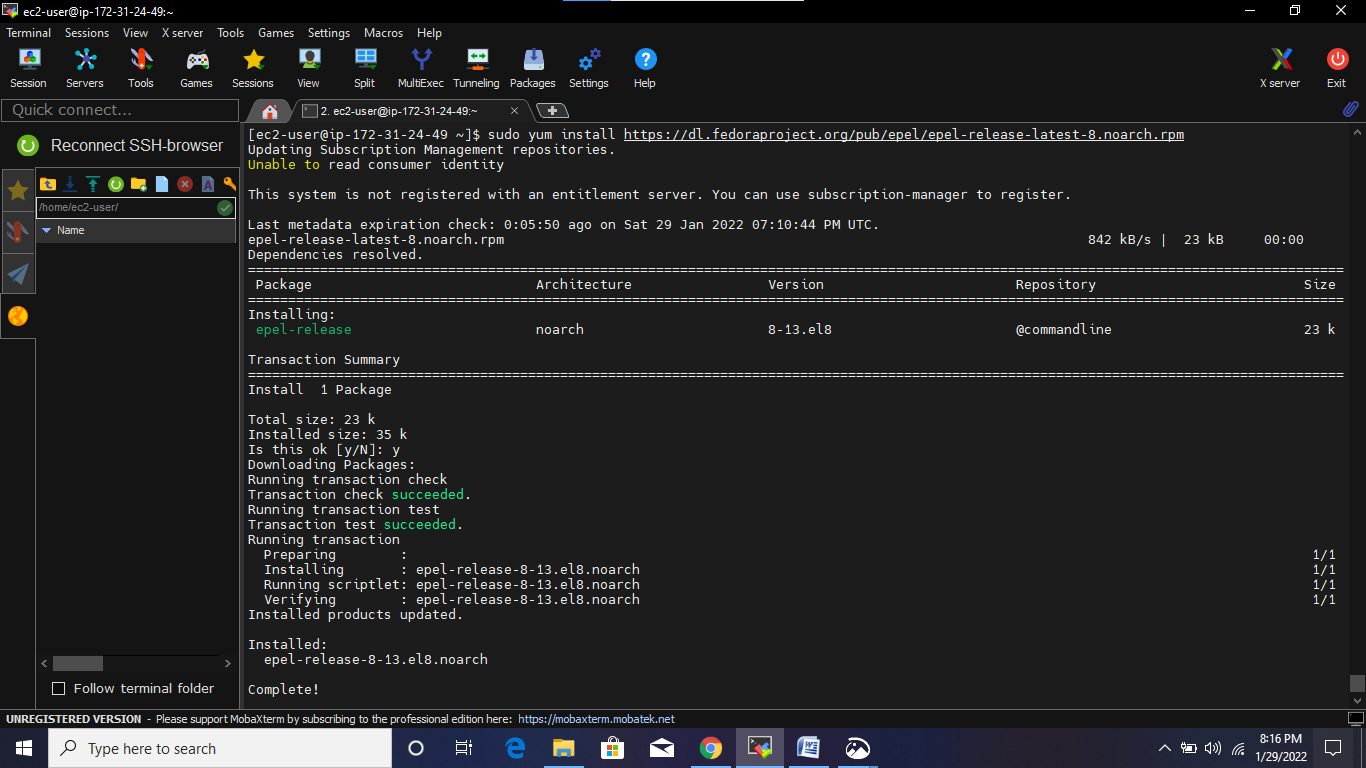 ec2-user@ip-172-31-24-49:~
Terminal Sessions View X server Tools Games Settings Macros Help
Session Servers Tools Games Sessions View Split MultiExec Tunneling Packages Settings Help X server Exit
Quick connect...
2. ec2-user@ip-172-31-24-49:~
Reconnect SSH-browser
/home/ec2-user/
Name
[ec2-user@ip-172-31-24-49 ~]$ sudo yum install https://dl.fedoraproject.org/pub/epel/epel-release-latest-8.noarch.rpm
Updating Subscription Management repositories.
Unable to read consumer identity
This system is not registered with an entitlement server. You can use subscription-manager to register.
Last metadata expiration check: 0:05:50 ago on Sat 29 Jan 2022 07:10:44 PM UTC.
epel-release-latest-8.noarch.rpm 842 kB/s | 23 kB 00:00
Dependencies resolved.
Package Architecture Version Repository Size
Installing:
epel-release noarch 8-13.el8 @commandline 23 k
Transaction Summary
Install 1 Package
Total size: 23 k
Installed size: 35 k
Is this ok [y/N]: y
Downloading Packages:
Running transaction check
Transaction check succeeded.
Running transaction test
Transaction test succeeded.
Running transaction
Preparing : 1/1
Installing : epel-release-8-13.el8.noarch 1/1
Running scriptlet: epel-release-8-13.el8.noarch 1/1
Verifying : epel-release-8-13.el8.noarch 1/1
Installed products updated.
Installed:
epel-release-8-13.el8.noarch
Complete!
Follow terminal folder
UNREGISTERED VERSION - Please support MobaXterm by subscribing to the professional edition here: https://mobaxterm.mobatek.net
Type here to search
8:16 PM
1/29/2022